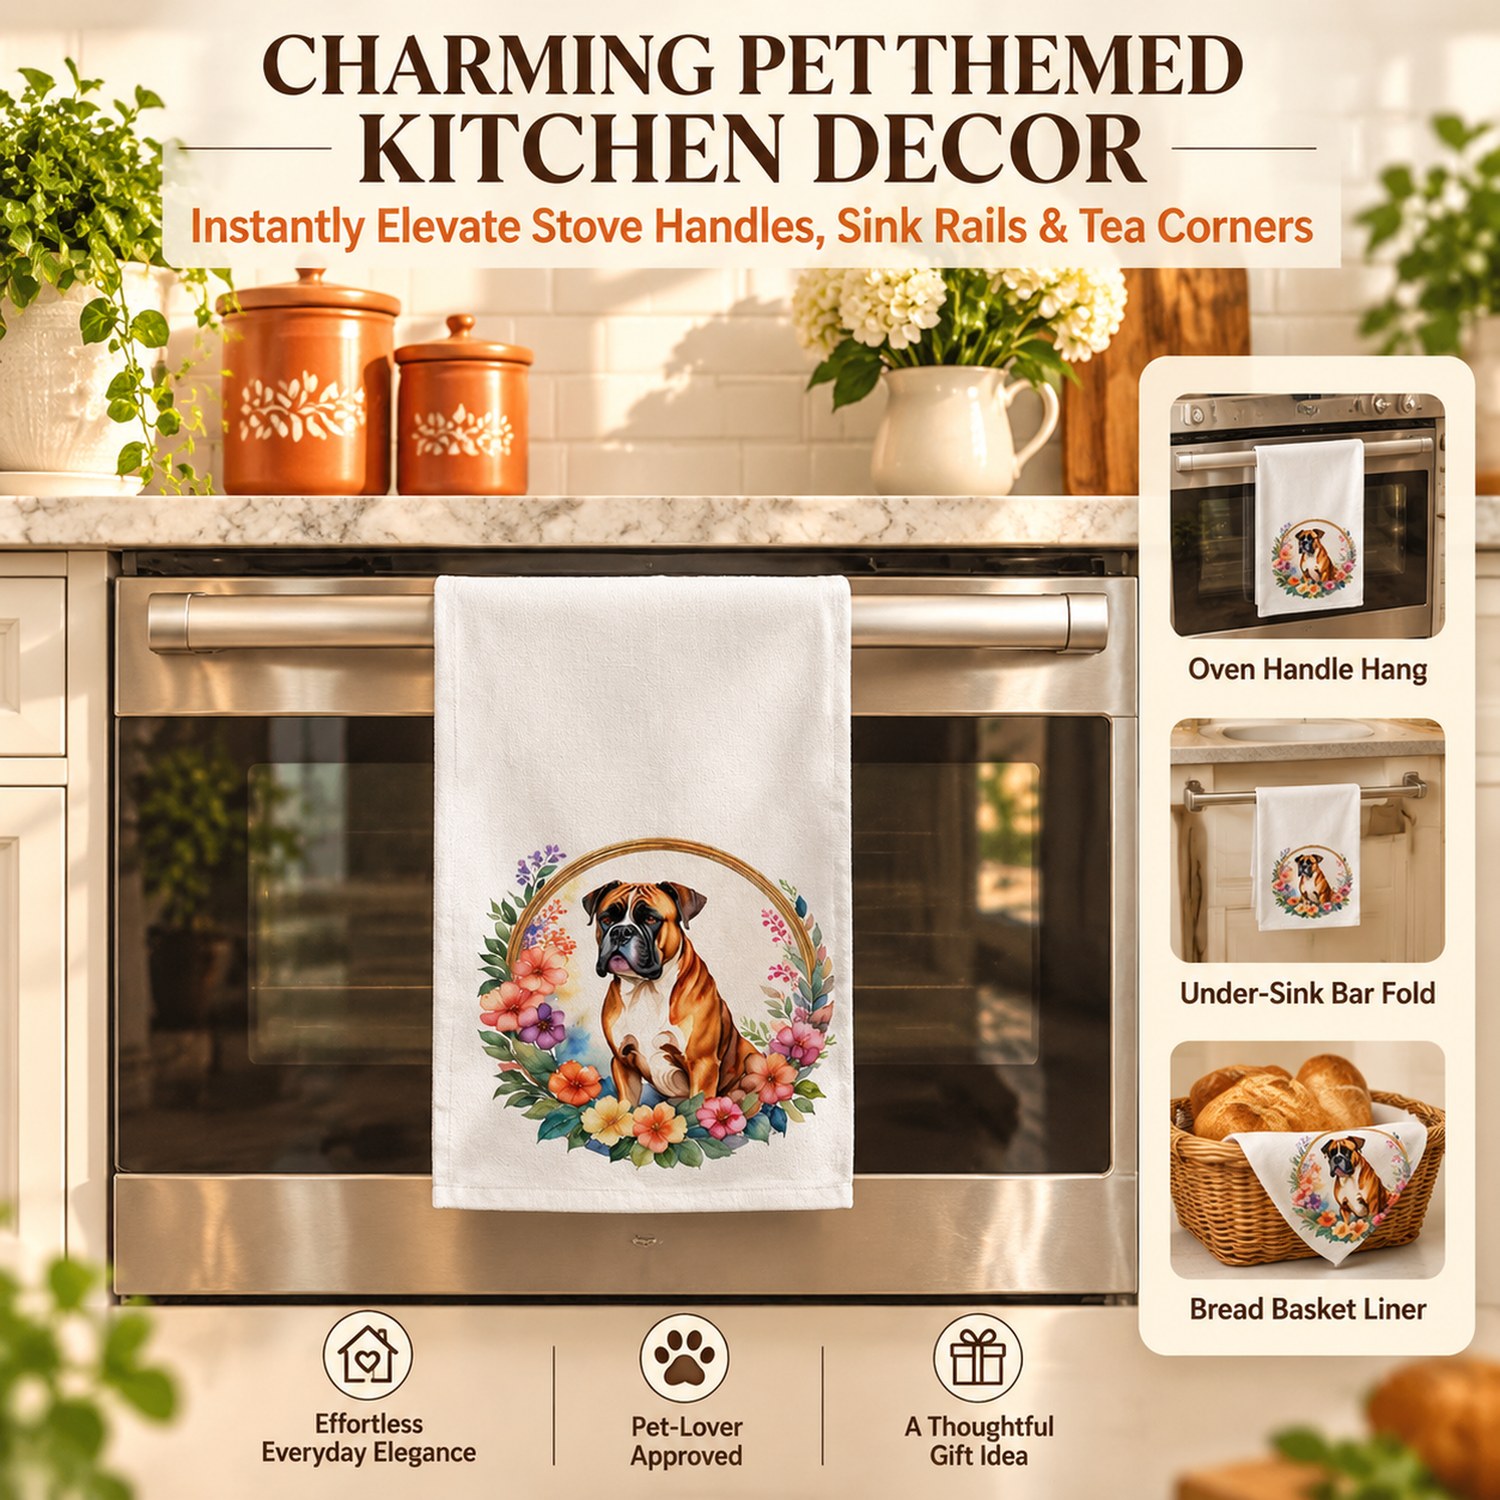 CHARMING PET THEMED
KITCHEN DECOR
Instantly Elevate Stove Handles, Sink Rails & Tea Corners
Oven Handle Hang
Under-Sink Bar Fold
Bread Basket Liner
Effortless
Everyday Elegance
Pet-Lover
Approved
A Thoughtful
Gift Idea